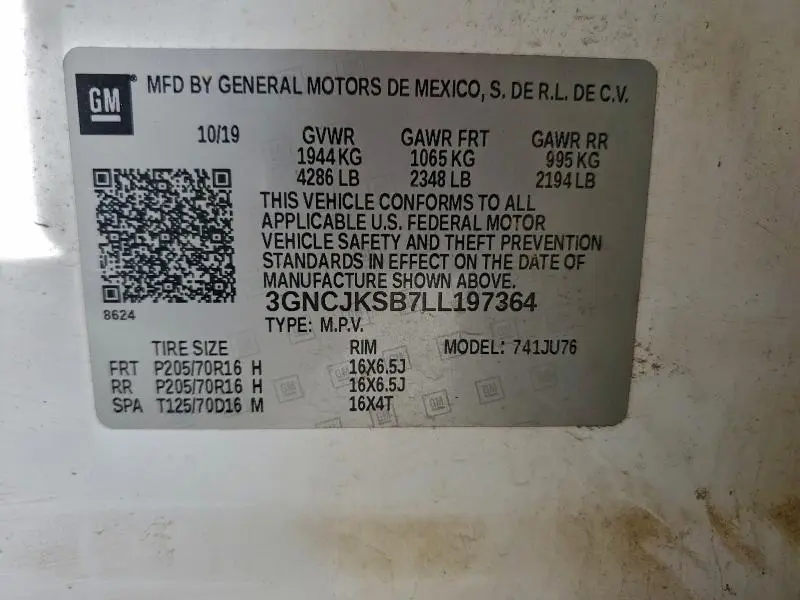 GM® MFD BY GENERAL MOTORS DE MEXICO, S. DE R.L. DE C.V.
10/19 GVWR GAWR FRT GAWR RR
1944 KG 1065 KG 995 KG
4286 LB 2348 LB 2194 LB
THIS VEHICLE CONFORMS TO ALL
APPLICABLE U.S. FEDERAL MOTOR
VEHICLE SAFETY AND THEFT PREVENTION
STANDARDS IN EFFECT ON THE DATE OF
MANUFACTURE SHOWN ABOVE.
3GNCJKSB7LL197364
8624
TYPE: M.P.V.
TIRE SIZE RIM MODEL: 741JU76
FRT P205/70R16 H 16X6.5J
RR P205/70R16 H 16X6.5J
SPA T125/70D16 M 16X4T